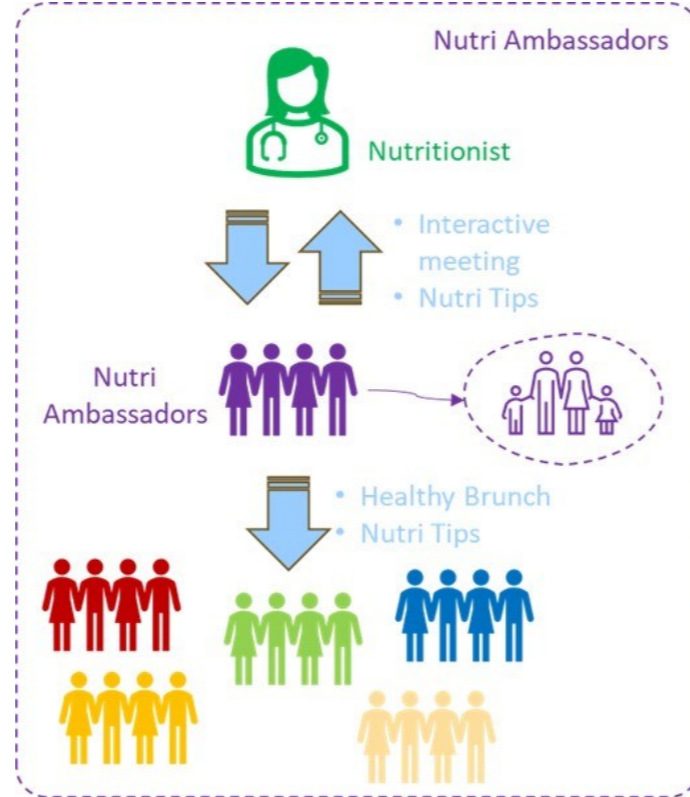 Nutri Ambassadors
Nutritionist
• Interactive
meeting
• Nutri Tips
Nutri
Ambassadors
• Healthy Brunch
• Nutri Tips